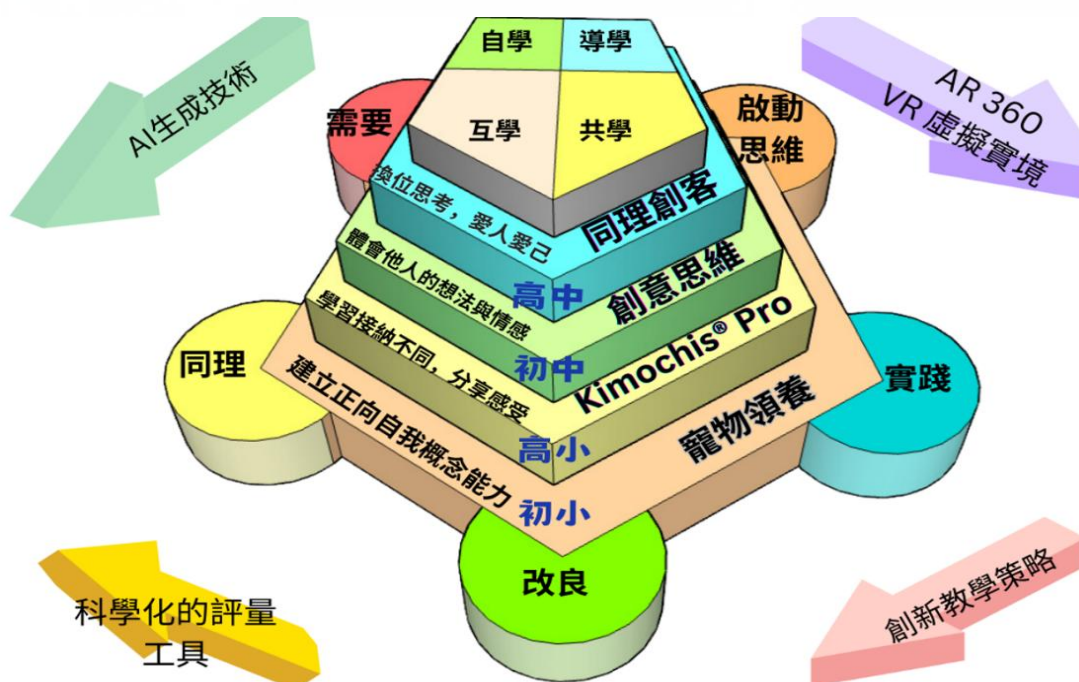 自學
導學
互學
共學
AI生成技術
AR 360
VR 虛擬實境
需要
啟動
思維
換位思考，愛人愛己
同理創客
高中
體會他人的想法與情感
創意思維
初中
學習接納不同，分享感受
Kimochis® Pro
高小
建立正向自我概念能力
寵物領養
初小
同理
實踐
改良
科學化的評量
工具
創新教學策略